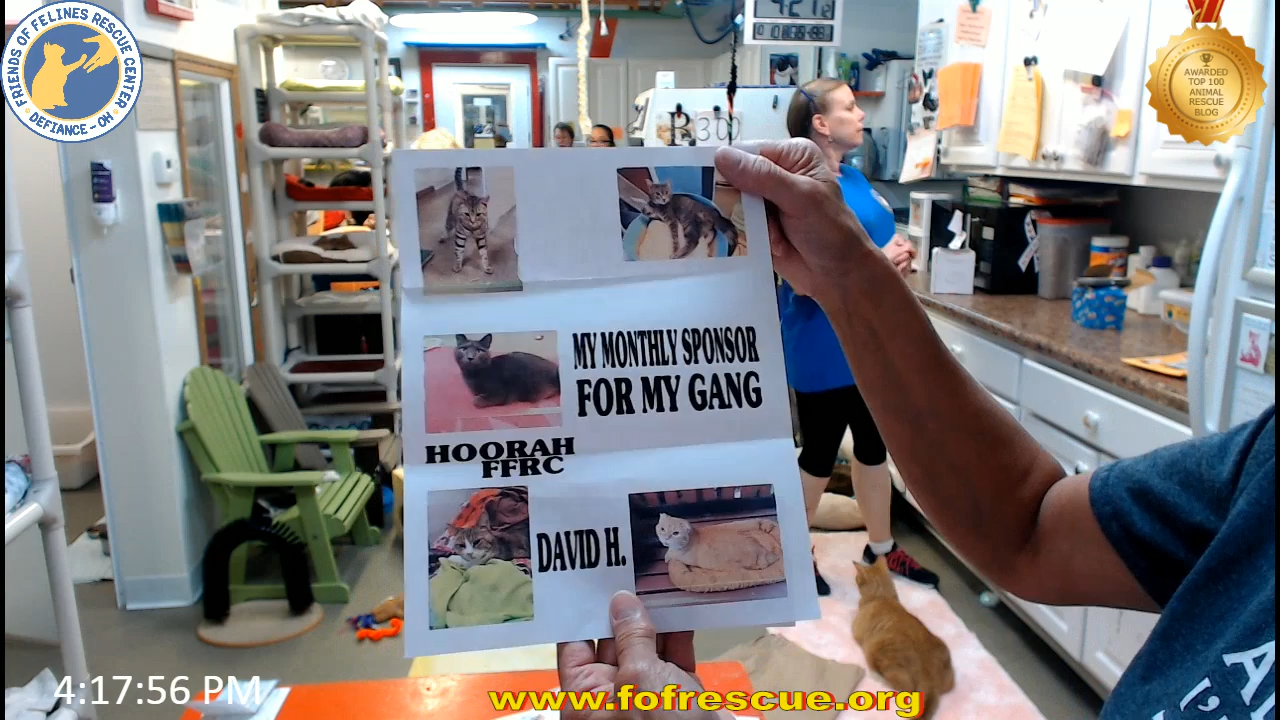 FRIENDS OF FELINES RESCUE CENTER
DEFIANCE - OH
AWARDED
TOP 100
ANIMAL
RESCUE
BLOG
MY MONTHLY SPONSOR
FOR MY GANG
HOORAH
FFRC
DAVID H.
4:17:56 PM
www.fofrescue.org